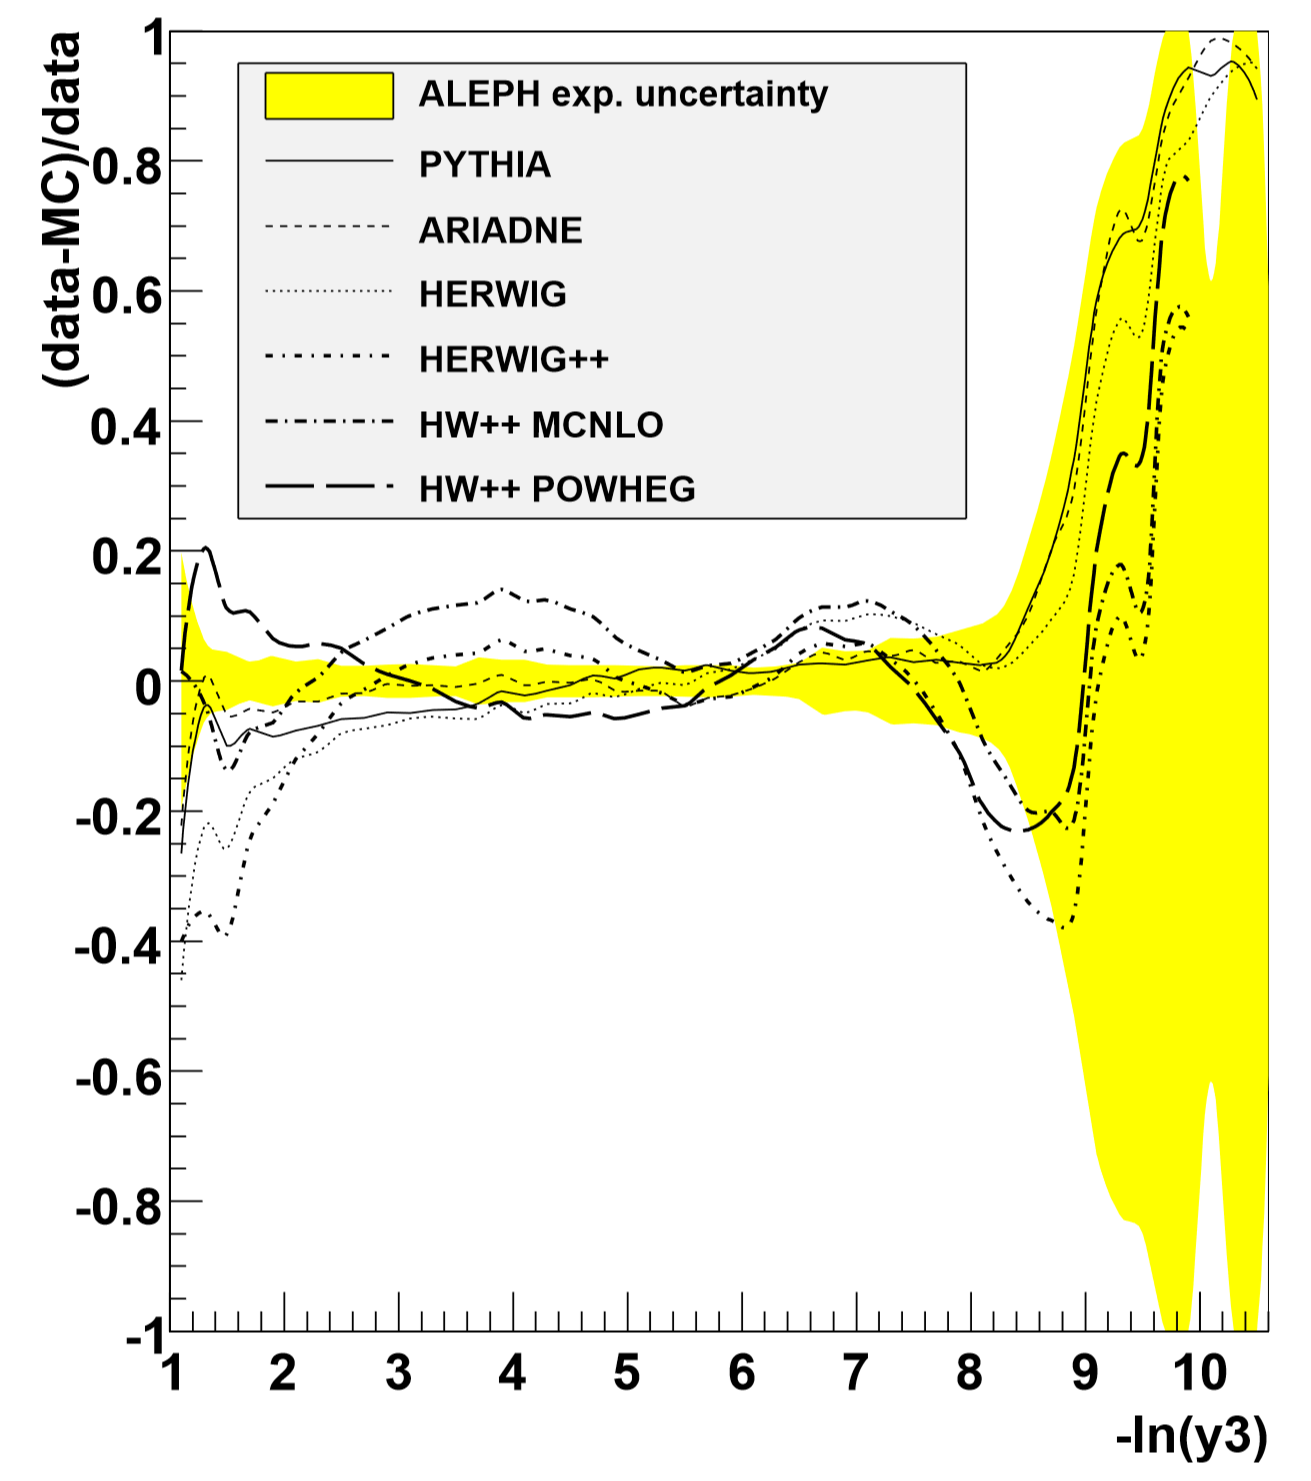 (data-MC)/data
1
0.8
0.6
0.4
0.2
0
-0.2
-0.4
-0.6
-0.8
-1
ALEPH exp. uncertainty
PYTHIA
ARIADNE
HERWIG
HERWIG++
HW++ MCNLO
HW++ POWHEG
1 2 3 4 5 6 7 8 9 10
-ln(y3)